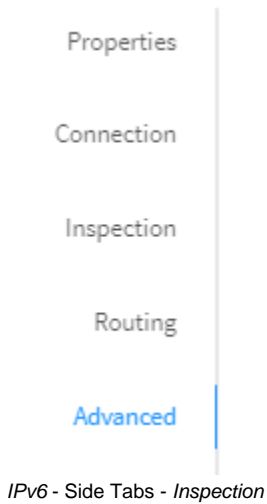 Properties
Connection
Inspection
Routing
Advanced
IPv6 - Side Tabs - Inspection